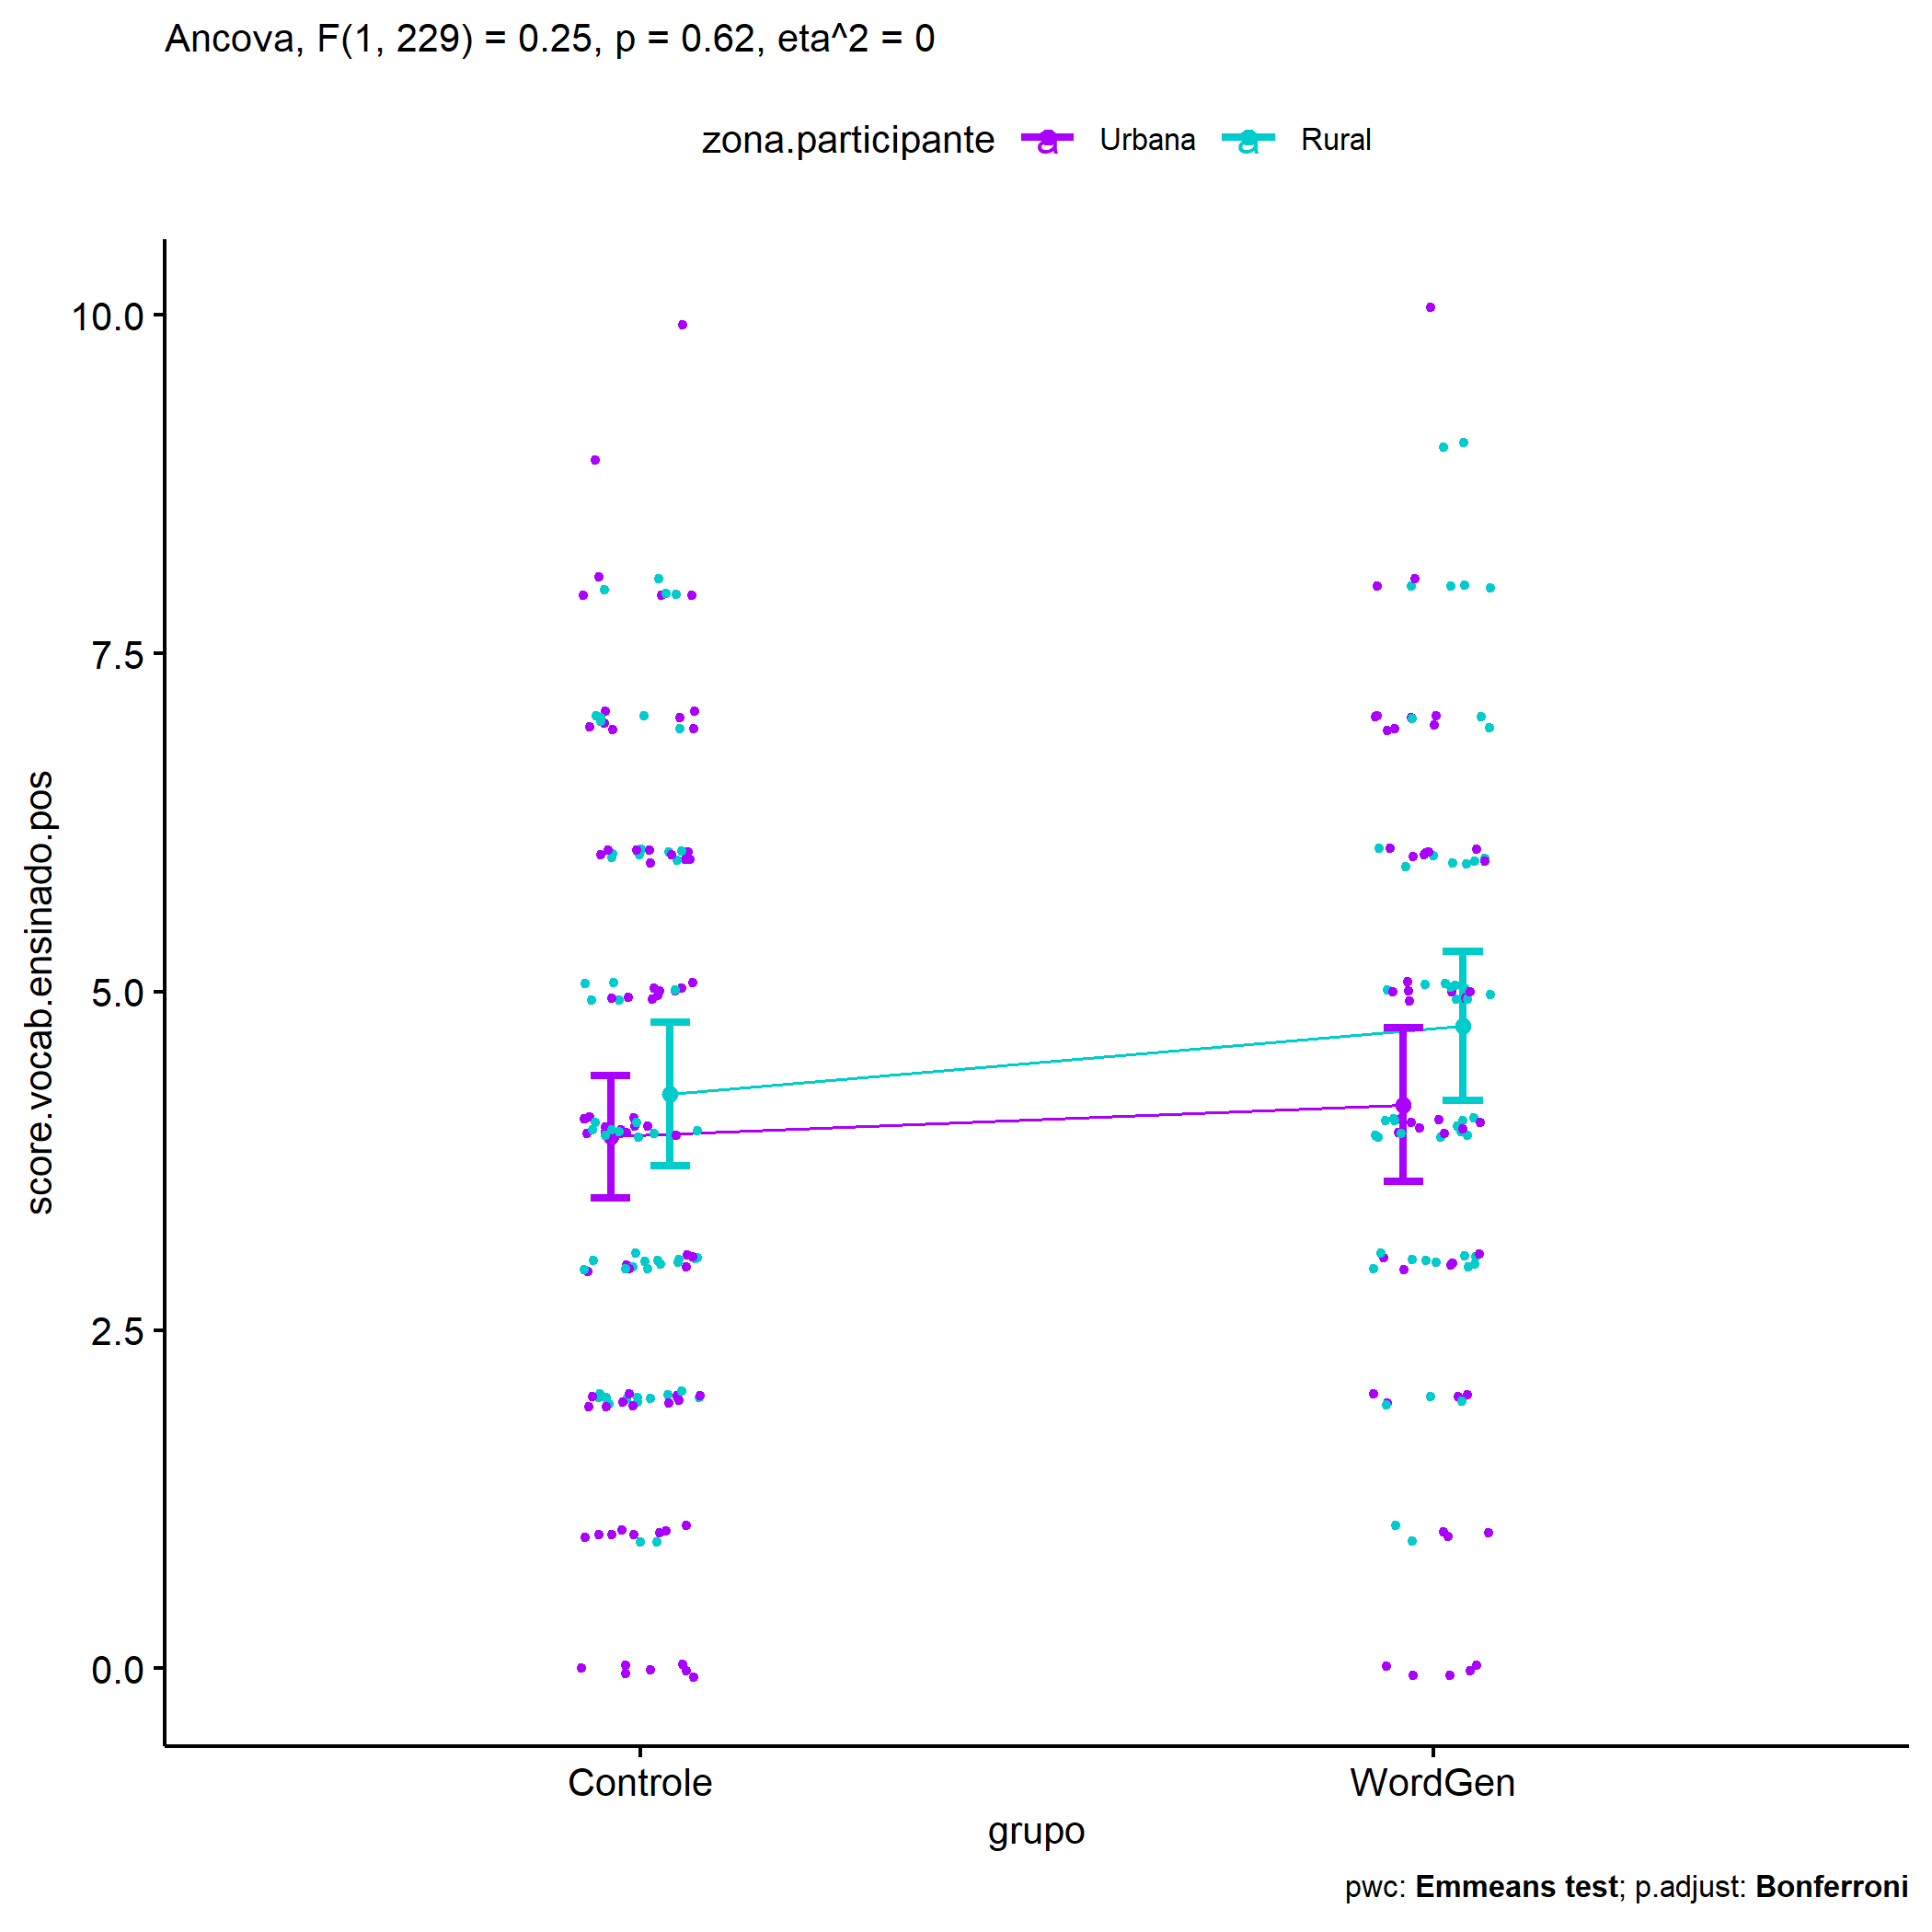 Ancova, F(1, 229) = 0.25, p = 0.62, eta^2 = 0
zona.participante a Urbana a Rural
10.0
7.5
5.0
2.5
0.0
score.vocab.ensinado.pos
Controle WordGen
grupo
pwc: Emmeans test; p.adjust: Bonferroni